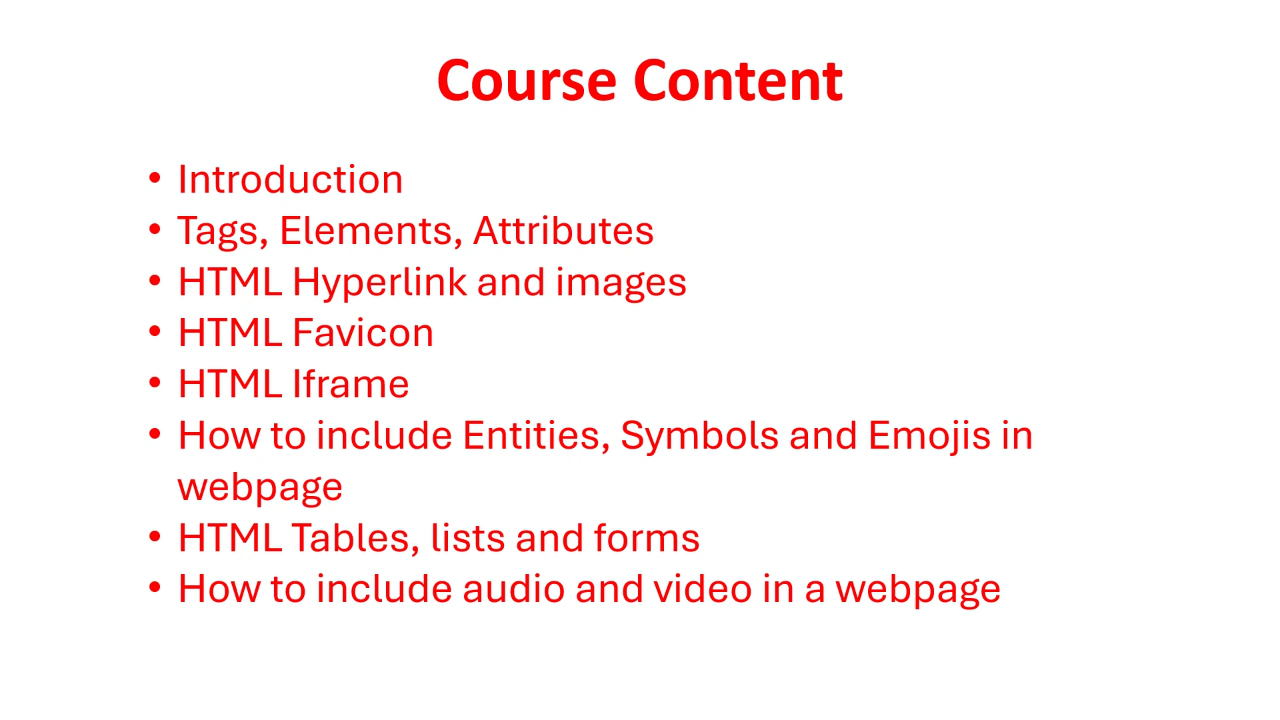 Course Content
• Introduction
• Tags, Elements, Attributes
• HTML Hyperlink and images
• HTML Favicon
• HTML Iframe
• How to include Entities, Symbols and Emojis in
webpage
• HTML Tables, lists and forms
• How to include audio and video in a webpage